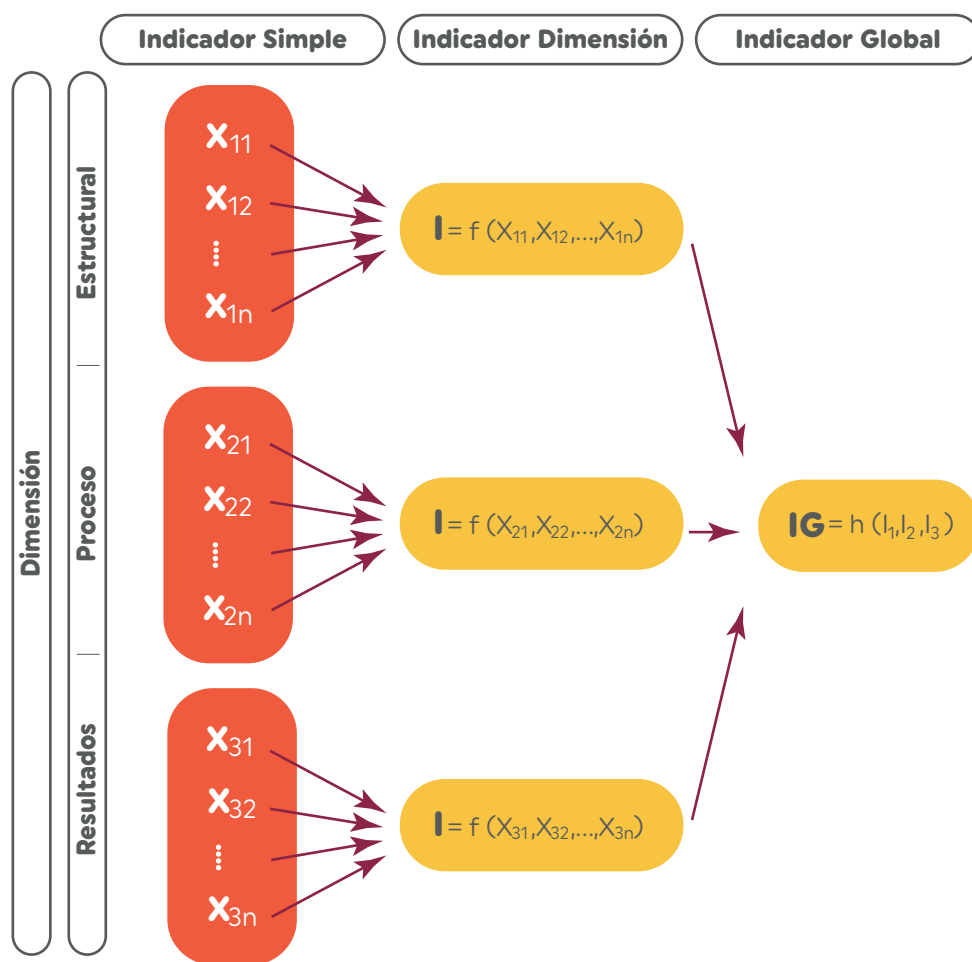 Indicador Simple
Indicador Dimensión
Indicador Global
Dimensión
Estructural
X₁₁
X₁₂
⋮
X₁ₙ
I = f (X₁₁,X₁₂,...,X₁ₙ)
Proceso
X₂₁
X₂₂
⋮
X₂ₙ
I = f (X₂₁,X₂₂,...,X₂ₙ)
IG = h (I₁,I₂,I₃)
Resultados
X₃₁
X₃₂
⋮
X₃ₙ
I = f (X₃₁,X₃₂,...,X₃ₙ)